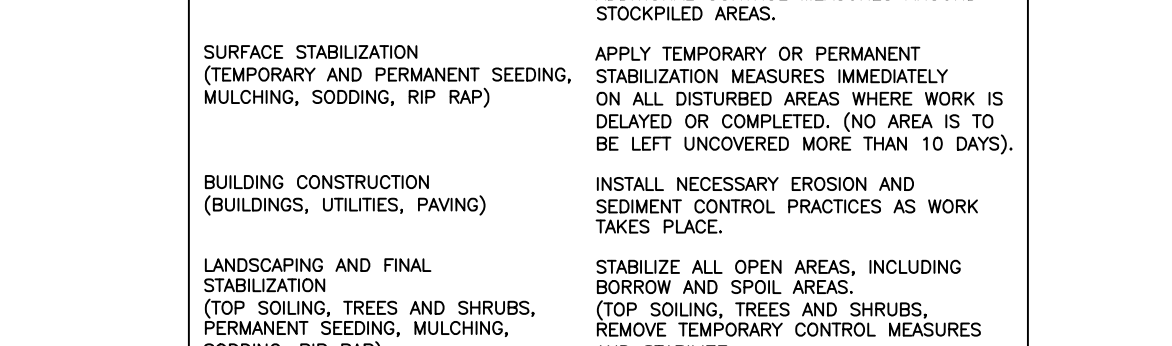 STOCKPILED AREAS.
SURFACE STABILIZATION
(TEMPORARY AND PERMANENT SEEDING,
MULCHING, SODDING, RIP RAP)
APPLY TEMPORARY OR PERMANENT
STABILIZATION MEASURES IMMEDIATELY
ON ALL DISTURBED AREAS WHERE WORK IS
DELAYED OR COMPLETED. (NO AREA IS TO
BE LEFT UNCOVERED MORE THAN 10 DAYS).
BUILDING CONSTRUCTION
(BUILDINGS, UTILITIES, PAVING)
INSTALL NECESSARY EROSION AND
SEDIMENT CONTROL PRACTICES AS WORK
TAKES PLACE.
LANDSCAPING AND FINAL
STABILIZATION
(TOP SOILING, TREES AND SHRUBS,
PERMANENT SEEDING, MULCHING,
STABILIZE ALL OPEN AREAS, INCLUDING
BORROW AND SPOIL AREAS.
(TOP SOILING, TREES AND SHRUBS,
REMOVE TEMPORARY CONTROL MEASURES